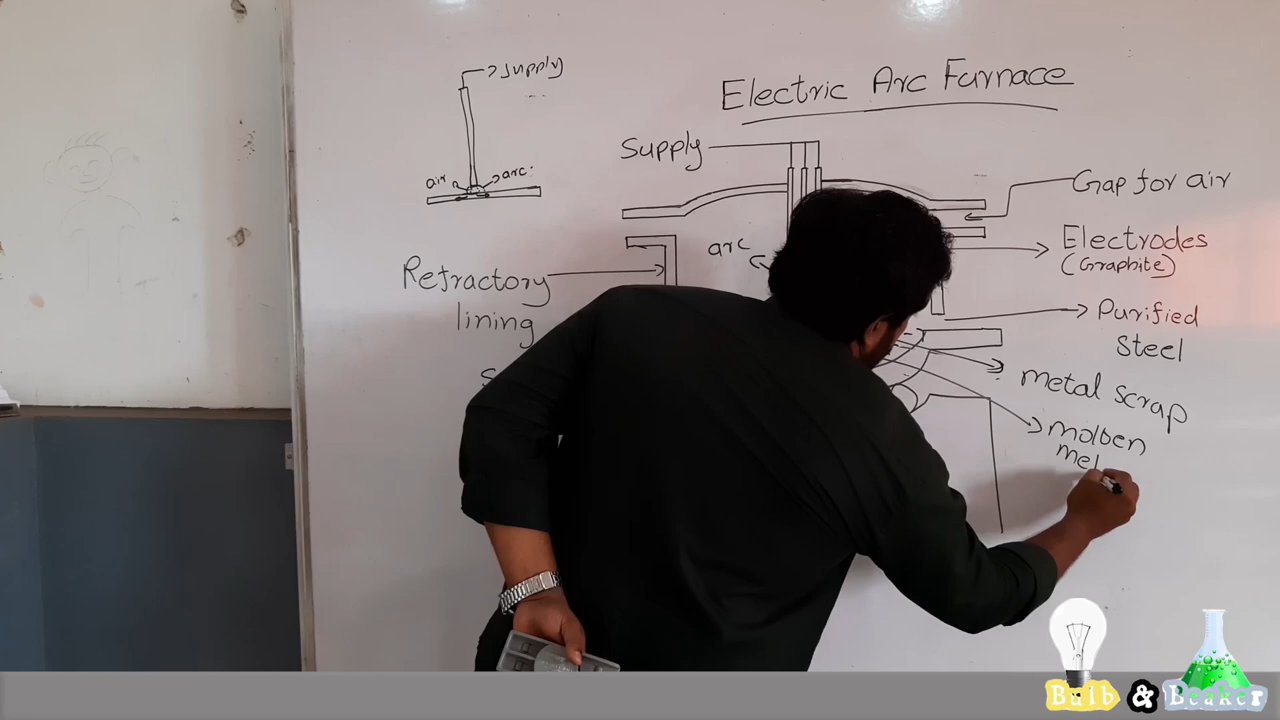 supply
air
arc
Electric Arc Furnace
Supply
Gap for air
arc
Electrodes
(Graphite)
Refractory
lining
Purified
Steel
metal scrap
molten
Bulb & Beaker